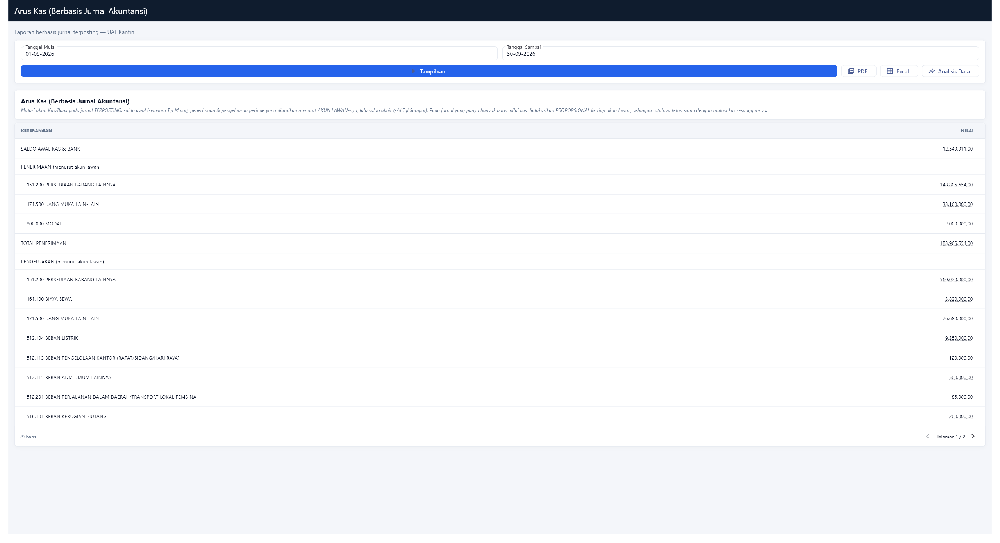 Arus Kas (Berbasis Jurnal Akuntansi)
Laporan berbasis jurnal terposting — UAT Kantin
Tanggal Mulai
01-09-2026
Tanggal Sampai
30-09-2026
Tampilkan
PDF
Excel
Analisis Data
Arus Kas (Berbasis Jurnal Akuntansi)
Mutasi akun Kas/Bank pada jurnal TERPOSTING: saldo awal (sebelum Tgl Mulai), penerimaan & pengeluaran periode yang diuraikan menurut AKUN LAWAN-nya, lalu saldo akhir (s/d Tgl Sampai). Pada jurnal yang punya banyak baris, nilai kas dialokasikan PROPORSIONAL ke tiap akun lawan, sehingga totalnya tetap sama dengan mutasi kas sesungguhnya.
KETERANGAN NILAI
SALDO AWAL KAS & BANK 12.549.911,00
PENERIMAAN (menurut akun lawan)
151.200 PERSEDIAAN BARANG LAINNYA 148.805.654,00
171.500 UANG MUKA LAIN-LAIN 33.160.000,00
800.000 MODAL 2.000.000,00
TOTAL PENERIMAAN 183.965.654,00
PENGELUARAN (menurut akun lawan)
151.200 PERSEDIAAN BARANG LAINNYA 560.020.000,00
161.100 BIAYA SEWA 3.820.000,00
171.500 UANG MUKA LAIN-LAIN 76.680.000,00
512.104 BEBAN LISTRIK 9.350.000,00
512.113 BEBAN PENGELOLAAN KANTOR (RAPAT/SIDANG/HARI RAYA) 120.000,00
512.115 BEBAN ADM UMUM LAINNYA 500.000,00
512.201 BEBAN PERJALANAN DALAM DAERAH/TRANSPORT LOKAL PEMBINA 85.000,00
516.101 BEBAN KERUGIAN PIUTANG 200.000,00
29 baris
Halaman 1 / 2